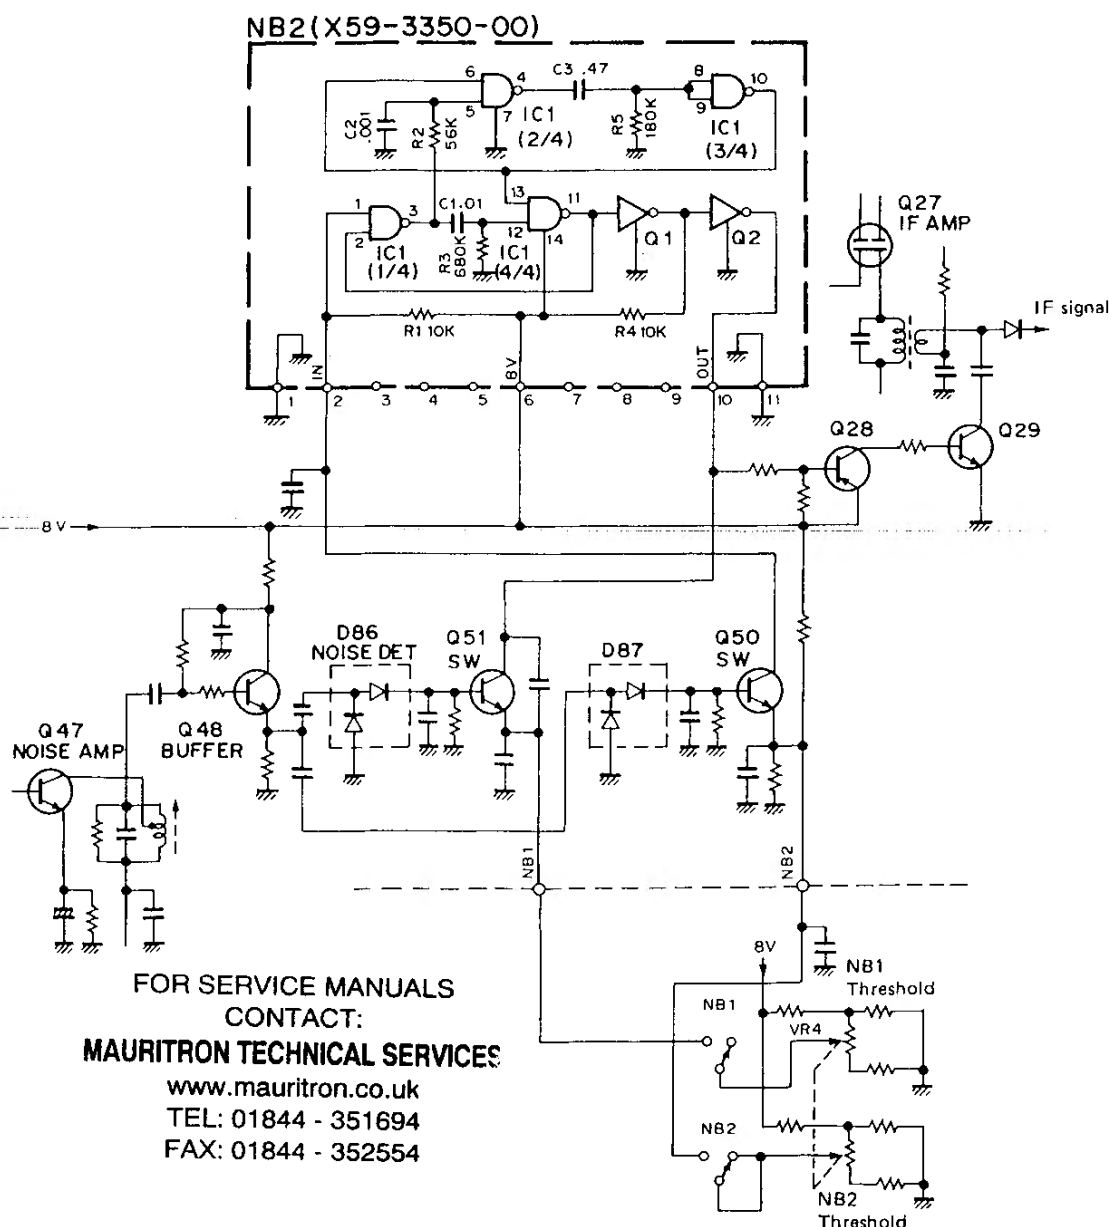 NB2(X59-3350-00)
C3 .47
6
4
8
10
5
7
9
C2
.001
R2
56K
IC1
(2/4)
R5
180K
IC1
(3/4)
13
11
1
3
C1.01
2
12
14
Q1
Q2
IC1
(1/4)
R3
680K
IC1
(4/4)
R1 10K
R4 10K
IN
8V
OUT
1
2
3
4
5
6
7
8
9
10
11
Q27
IF AMP
IF signal
Q28
Q29
8V
D86
NOISE DET
Q51
SW
D87
Q50
SW
Q47
NOISE AMP
Q48
BUFFER
NB1
NB2
8V
NB1
Threshold
NB1
VR4
NB2
NB2
Threshold
FOR SERVICE MANUALS
CONTACT:
MAURITRON TECHNICAL SERVICES
www.mauritron.co.uk
TEL: 01844 - 351694
FAX: 01844 - 352554